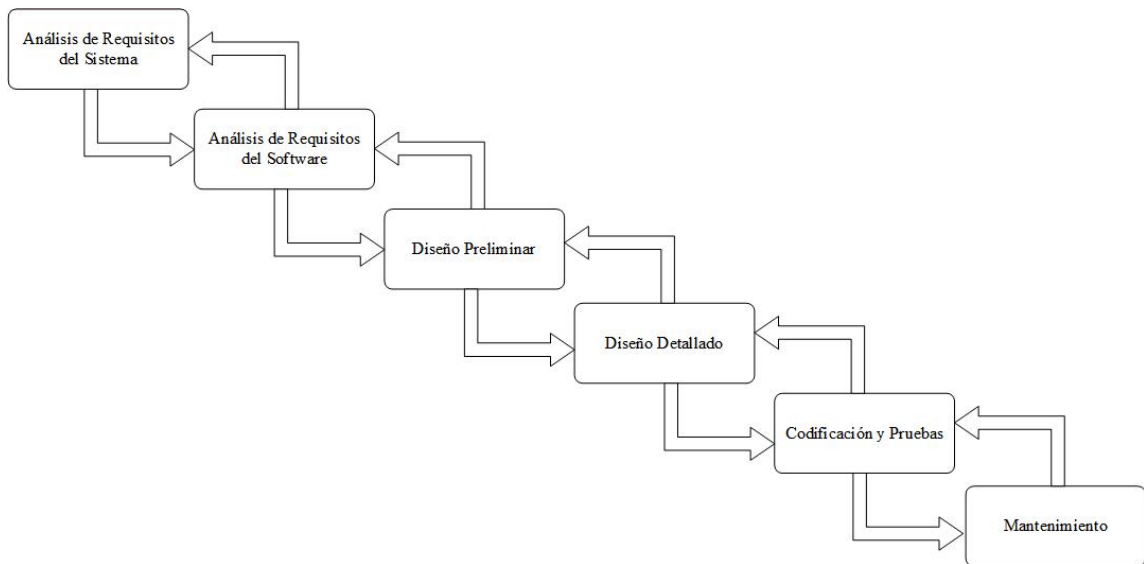 Análisis de Requisitos
del Sistema
Análisis de Requisitos
del Software
Diseño Preliminar
Diseño Detallado
Codificación y Pruebas
Mantenimiento